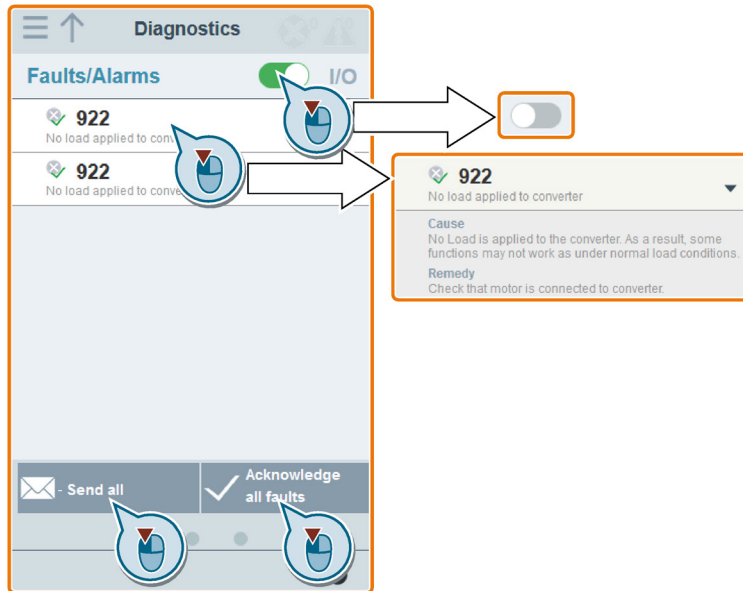 Diagnostics
Faults/Alarms I/O
922
No load applied to
922
No load applied to
- Send all
Acknowledge
all faults
922
No load applied to converter
Cause
No Load is applied to the converter. As a result, some
functions may not work as under normal load conditions.
Remedy
Check that motor is connected to converter.